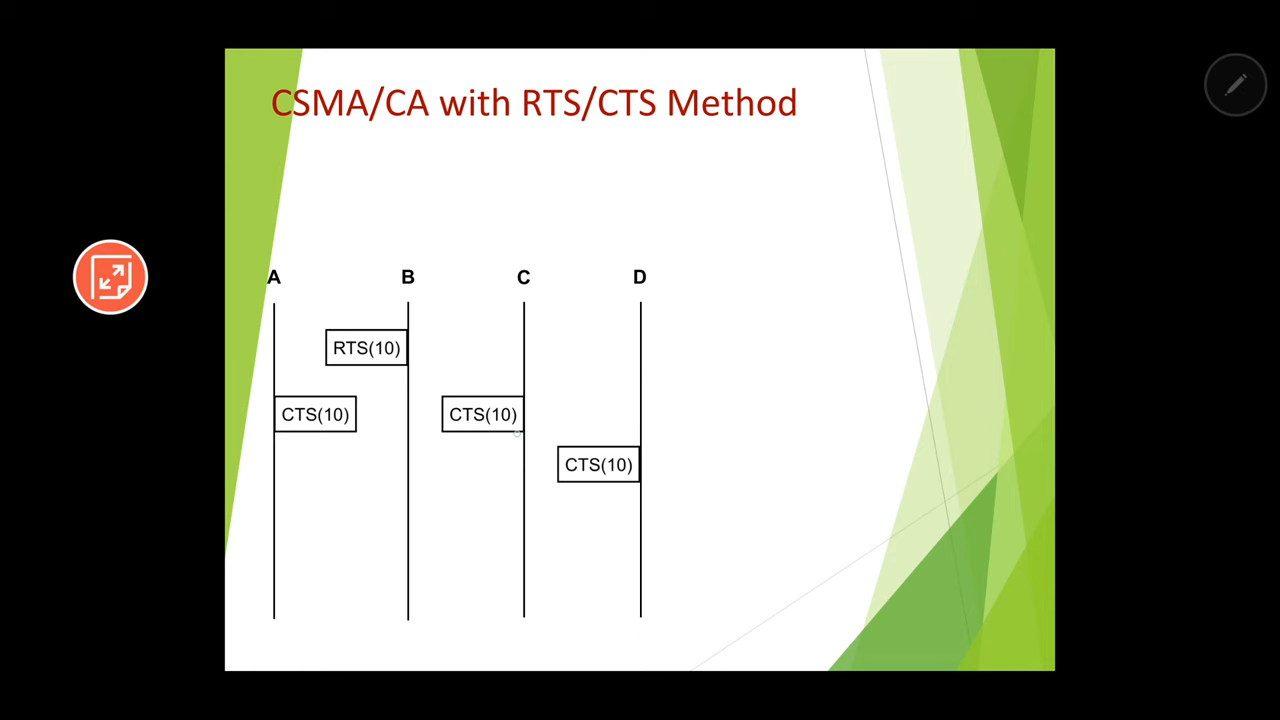 CSMA/CA with RTS/CTS Method
A B C D
RTS(10)
CTS(10) CTS(10)
CTS(10)